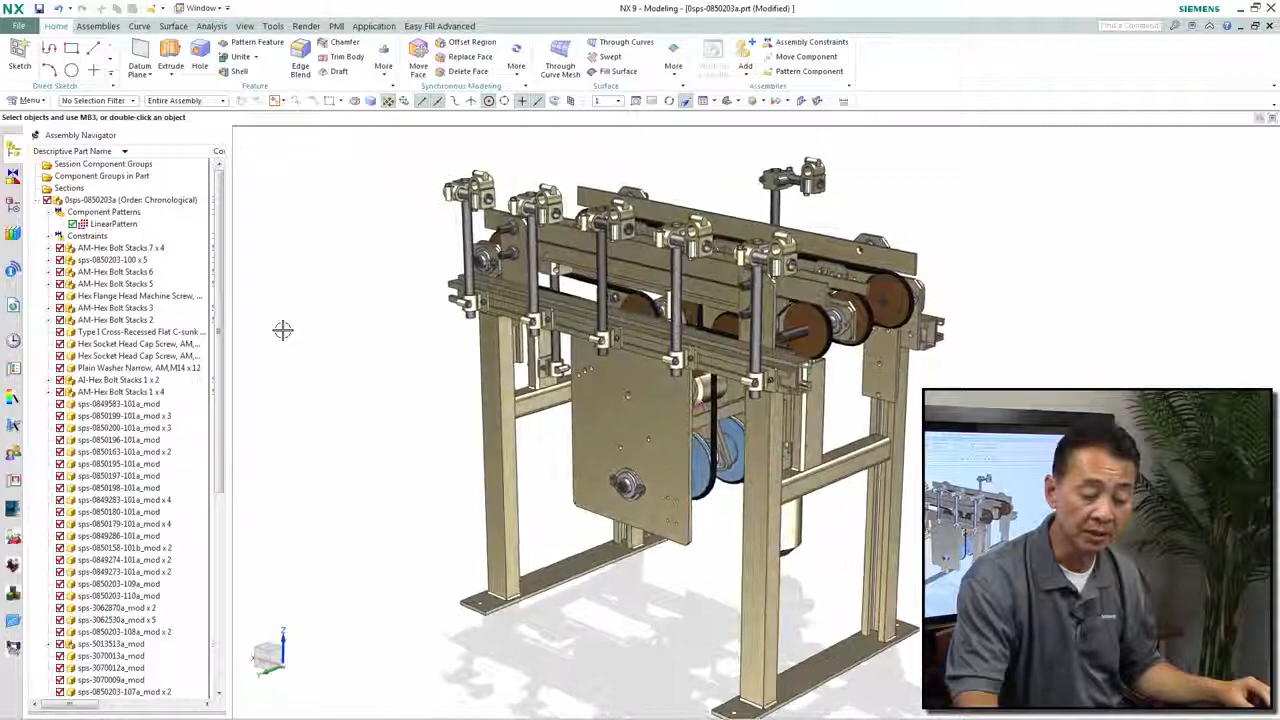 NX
Window
NX 9 - Modeling - [0sps-0850203a.prt (Modified) ]
SIEMENS
File
Home
Assemblies
Curve
Surface
Analysis
View
Tools
Render
PMI
Application
Easy Fill Advanced
Find a Command
Sketch
Datum
Plane
Extrude
Hole
Pattern Feature
Unite
Shell
Edge
Blend
Chamfer
Trim Body
Draft
More
Move
Face
Offset Region
Replace Face
Delete Face
More
Through
Curve Mesh
Through Curves
Swept
Fill Surface
More
Add
Assembly Constraints
Move Component
Pattern Component
Direct Sketch
Feature
Synchronous Modeling
Surface
Assemblies
Menu
No Selection Filter
Entire Assembly
1
Select objects and use MB3, or double-click an object
Assembly Navigator
Descriptive Part Name
Co
Session Component Groups
Component Groups in Part
Sections
0sps-0850203a (Order: Chronological)
Component Patterns
LinearPattern
Constraints
AM-Hex Bolt Stacks 7 x 4
sps-0850203-100 x 5
AM-Hex Bolt Stacks 6
AM-Hex Bolt Stacks 5
Hex Flange Head Machine Screw, ...
AM-Hex Bolt Stacks 3
AM-Hex Bolt Stacks 2
Type I Cross-Recessed Flat C-sunk ...
Hex Socket Head Cap Screw, AM,...
Hex Socket Head Cap Screw, AM,...
Plain Washer Narrow, AM,M14 x 12
AI-Hex Bolt Stacks 1 x 2
AM-Hex Bolt Stacks 1 x 4
sps-0849583-101a_mod
sps-0850199-101a_mod x 3
sps-0850200-101a_mod x 3
sps-0850196-101a_mod
sps-0850163-101a_mod x 2
sps-0850195-101a_mod
sps-0850197-101a_mod
sps-0850198-101a_mod
sps-0849283-101a_mod x 4
sps-0850180-101a_mod
sps-0850179-101a_mod x 4
sps-0849286-101a_mod
sps-0850158-101b_mod x 2
sps-0849274-101a_mod x 2
sps-0849273-101a_mod x 2
sps-0850203-109a_mod
sps-0850203-110a_mod
sps-3062870a_mod x 2
sps-3062530a_mod x 5
sps-0850203-108a_mod x 2
sps-5013513a_mod
sps-3070013a_mod
sps-3070012a_mod
sps-3070009a_mod
sps-0850203-107a_mod x 2
Z
Y
X